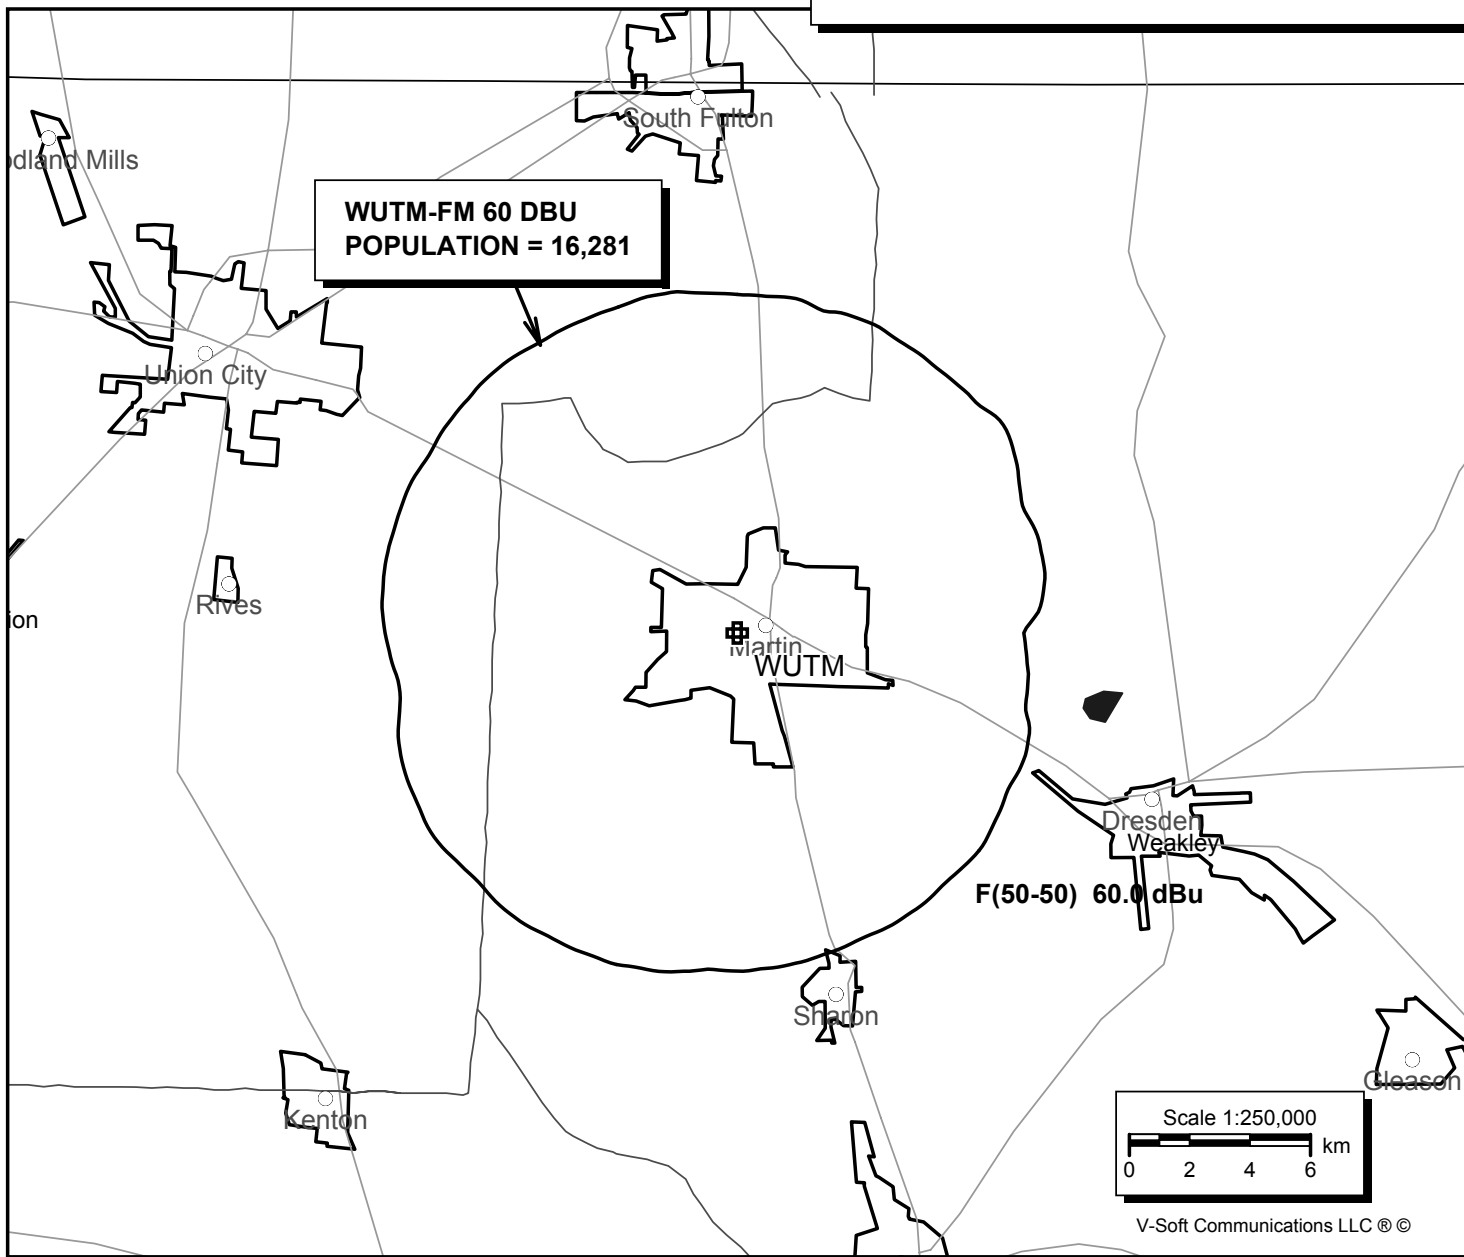 South Fulton
odland Mills
WUTM-FM 60 DBU
POPULATION = 16,281
Union City
Rives
ion
Martin
WUTM
Dresden
Weakley
F(50-50) 60.0 dBu
Sharon
Gleason
Kenton
Scale 1:250,000
km
0 2 4 6
V-Soft Communications LLC ® ©